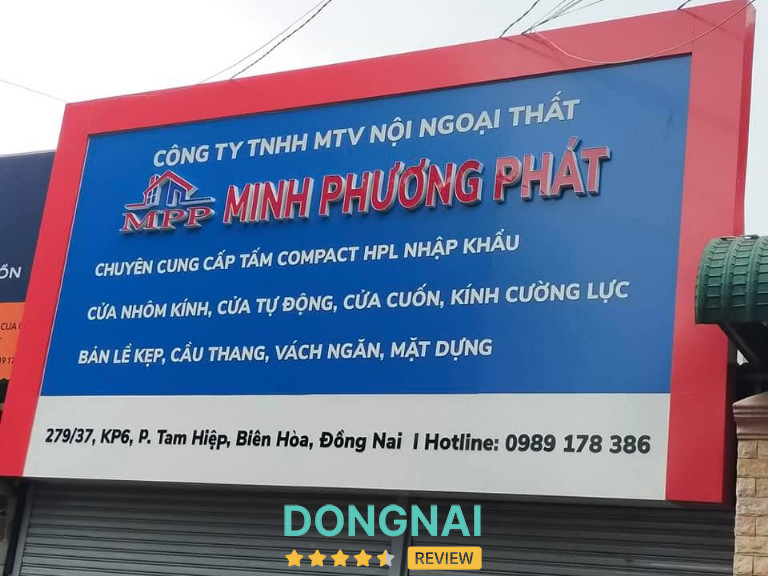 CÔNG TY TNHH MTV NỘI NGOẠI THẤT
MPP MINH PHƯƠNG PHÁT
CHUYÊN CUNG CẤP TẤM COMPACT HPL NHẬP KHẨU
CỬA NHÔM KÍNH, CỬA TỰ ĐỘNG, CỬA CUỐN, KÍNH CƯỜNG LỰC
BẢN LỀ KẸP, CẦU THANG, VÁCH NGĂN, MẶT DỰNG
279/37, KP6, P. Tam Hiệp, Biên Hòa, Đồng Nai I Hotline: 0989 178 386
DONGNAI
REVIEW